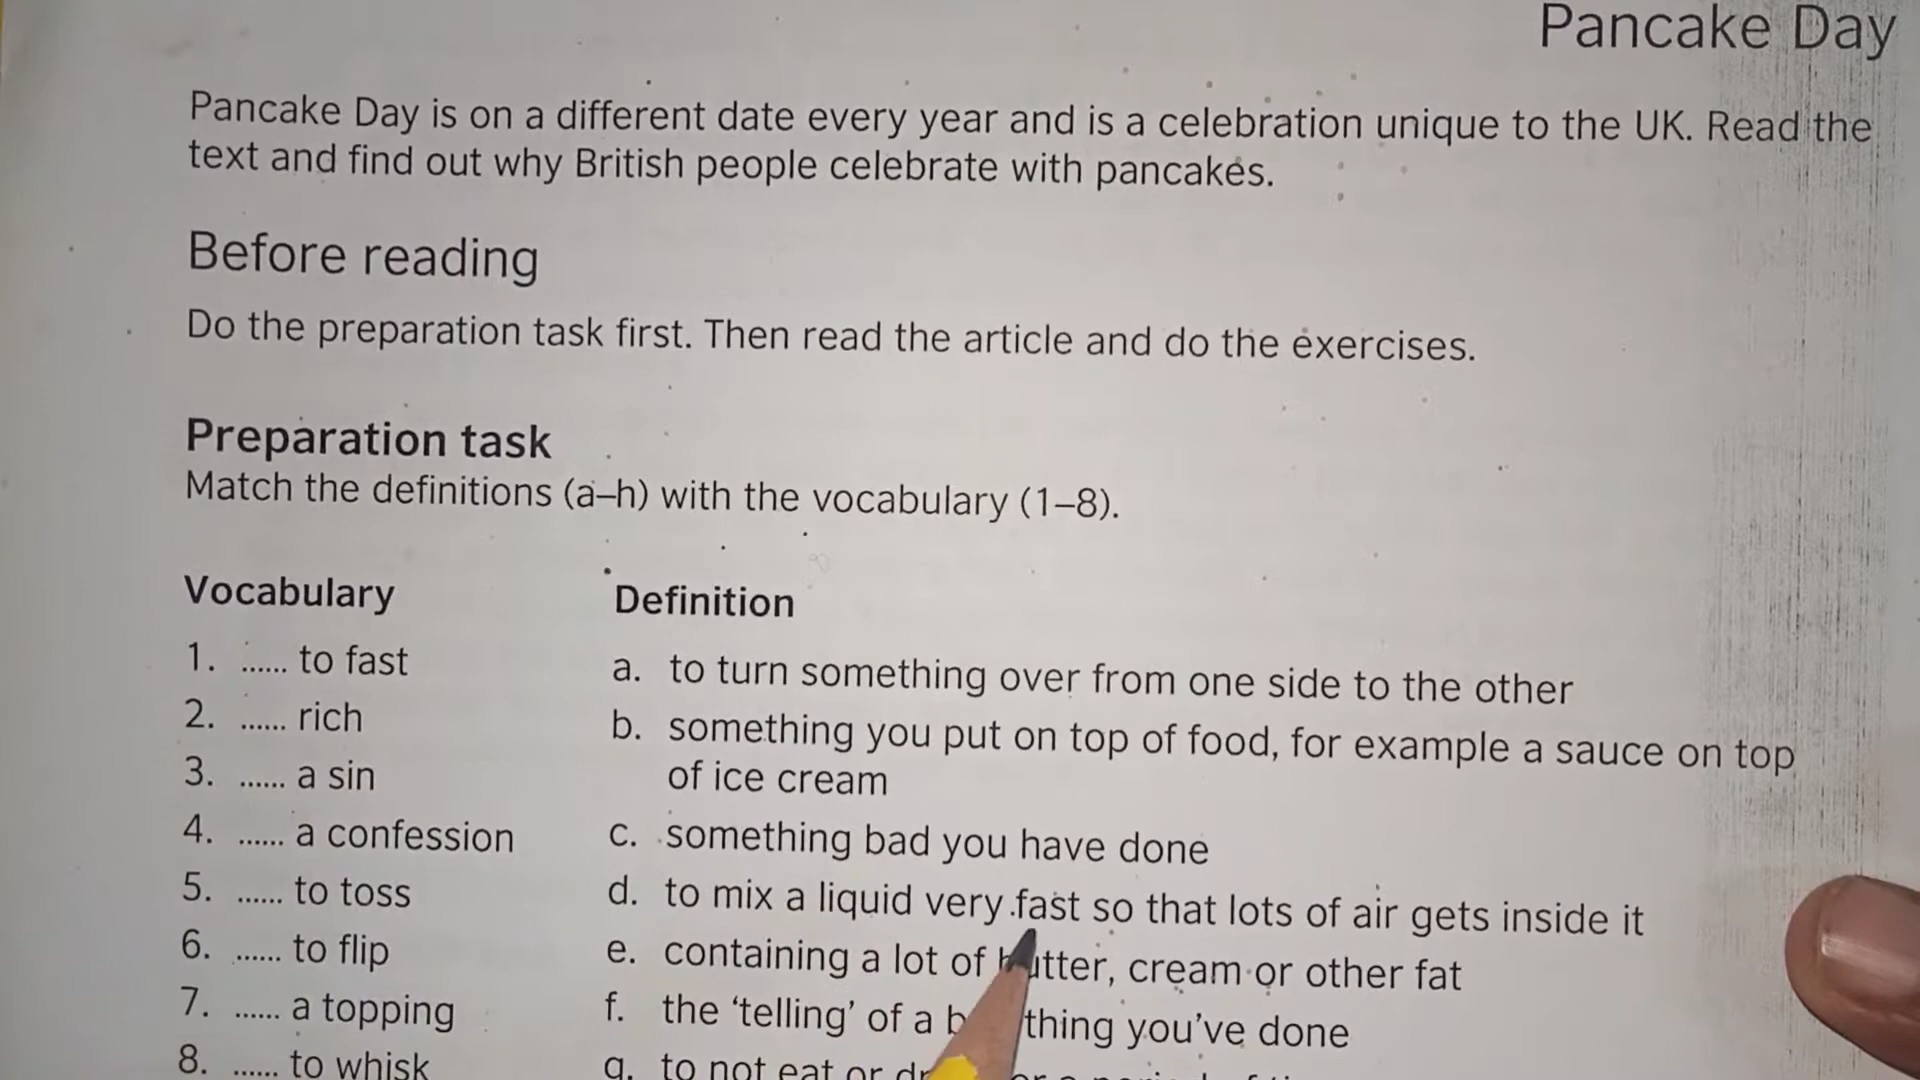 Pancake Day
Pancake Day is on a different date every year and is a celebration unique to the UK. Read the
text and find out why British people celebrate with pancakes.
Before reading
Do the preparation task first. Then read the article and do the exercises.
Preparation task
Match the definitions (a–h) with the vocabulary (1–8).
Vocabulary
Definition
1. ...... to fast
2. ...... rich
3. ...... a sin
4. ...... a confession
5. ...... to toss
6. ...... to flip
7. ...... a topping
8. ...... to whisk
a. to turn something over from one side to the other
b. something you put on top of food, for example a sauce on top
of ice cream
c. something bad you have done
d. to mix a liquid very fast so that lots of air gets inside it
e. containing a lot of butter, cream or other fat
f. the ‘telling’ of a thing you’ve done
g. to not eat or